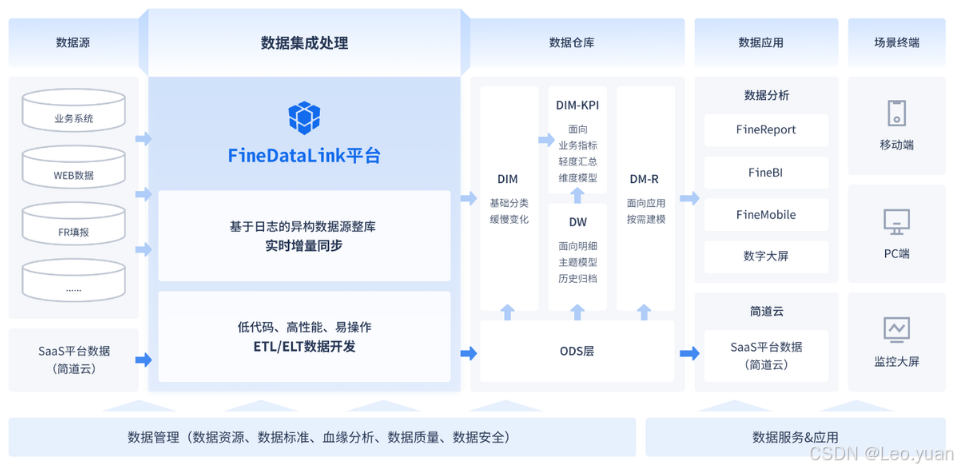 数据源
数据集成处理
数据仓库
数据应用
场景终端
业务系统
WEB数据
FR填报
......
SaaS平台数据
（简道云）
FineDataLink平台
基于日志的异构数据源整库
实时增量同步
低代码、高性能、易操作
ETL/ELT数据开发
DIM
基础分类
缓慢变化
DIM-KPI
面向
业务指标
轻度汇总
维度模型
DW
面向明细
主题模型
历史归档
DM-R
面向应用
按需建模
ODS层
数据分析
FineReport
FineBI
FineMobile
数字大屏
简道云
SaaS平台数据
（简道云）
移动端
PC端
监控大屏
数据管理（数据资源、数据标准、血缘分析、数据质量、数据安全）
数据服务&应用
CSDN @Leo.yuan